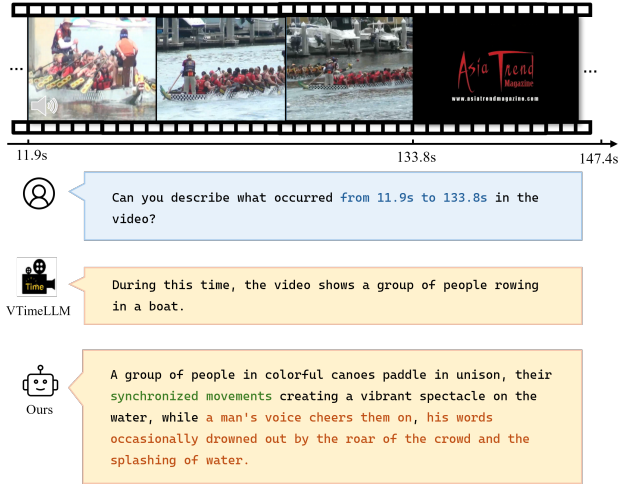 Asia Trend
Magazine
www.asiatrendmagazine.com
...
...
11.9s
133.8s
147.4s
Can you describe what occurred from 11.9s to 133.8s in the
video?
Time
VTimeLLM
During this time, the video shows a group of people rowing
in a boat.
Ours
A group of people in colorful canoes paddle in unison, their
synchronized movements creating a vibrant spectacle on the
water, while a man's voice cheers them on, his words
occasionally drowned out by the roar of the crowd and the
splashing of water.